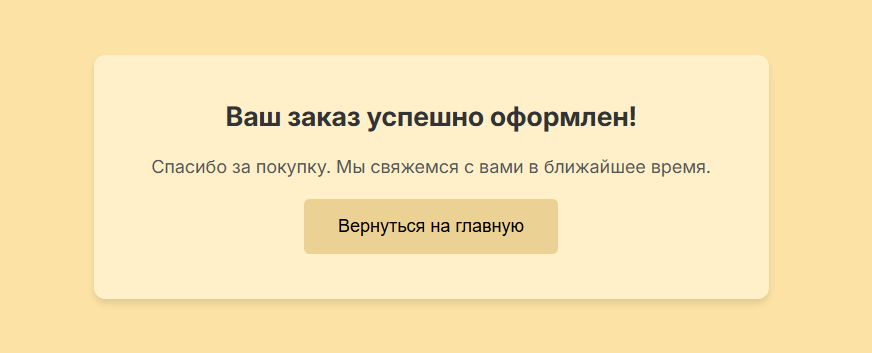 Ваш заказ успешно оформлен!
Спасибо за покупку. Мы свяжемся с вами в ближайшее время.
Вернуться на главную